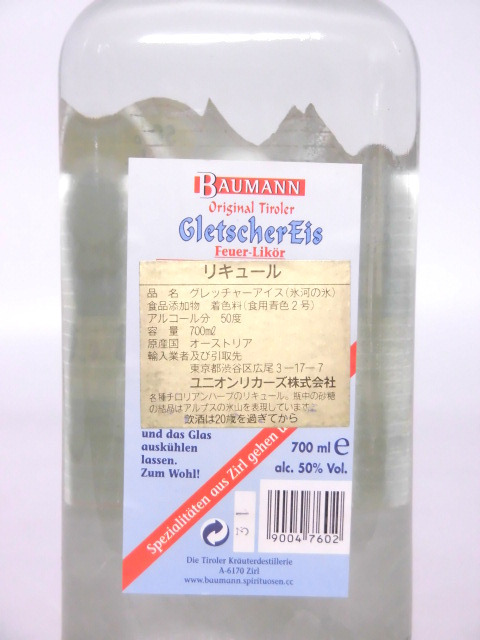 BAUMANN
Original Tiroler
GletscherEis
Feuer-Likör
リキュール
品 名 グレッチャーアイス(氷河の氷)
食品添加物 着色料(食用青色2号)
アルコール分 50度
容 量 700mℓ
原産国 オーストリア
輸入業者及び引取先
東京都渋谷区広尾3-17-7
ユニオンリカーズ株式会社
各種チロリアンハーブのリキュール。瓶中の砂糖
の結晶はアルプスの氷山を表現しています。
飲酒は20歳を過ぎてから
und das Glas
auskühlen
lassen.
Zum Wohl!
700 ml e
alc. 50% Vol.
Spezialitäten aus Zirl gehen u
9004 7602
Die Tiroler Kräuterdestillerie
A-6170 Zirl
www.baumann.spirituosen.cc